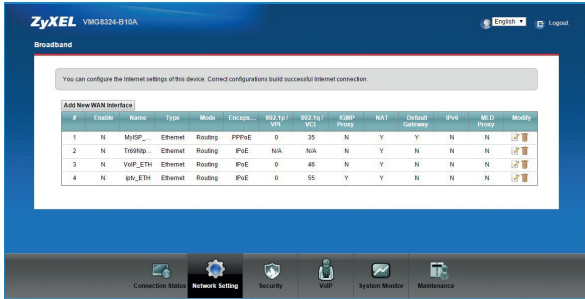 ZyXEL VMG8324-B10A English Logout
Broadband
You can configure the Internet settings of this device. Correct configurations build successful Internet connection.
Add New WAN Interface
# Enable Name Type Mode Encaps... 802.1p / VPI 802.1q / VCI IGMP Proxy NAT Default Gateway IPv6 MLD Proxy Modify
1 N MyISP_... Ethernet Routing PPPoE 0 35 N Y Y N N
2 N Tr69Ntp... Ethernet Routing IPoE N/A N/A N Y N N N
3 N VoIP_ETH Ethernet Routing IPoE 0 46 N Y N N N
4 N iptv_ETH Ethernet Routing IPoE 0 55 Y Y N N N
Connection Status Network Setting Security VoIP System Monitor Maintenance